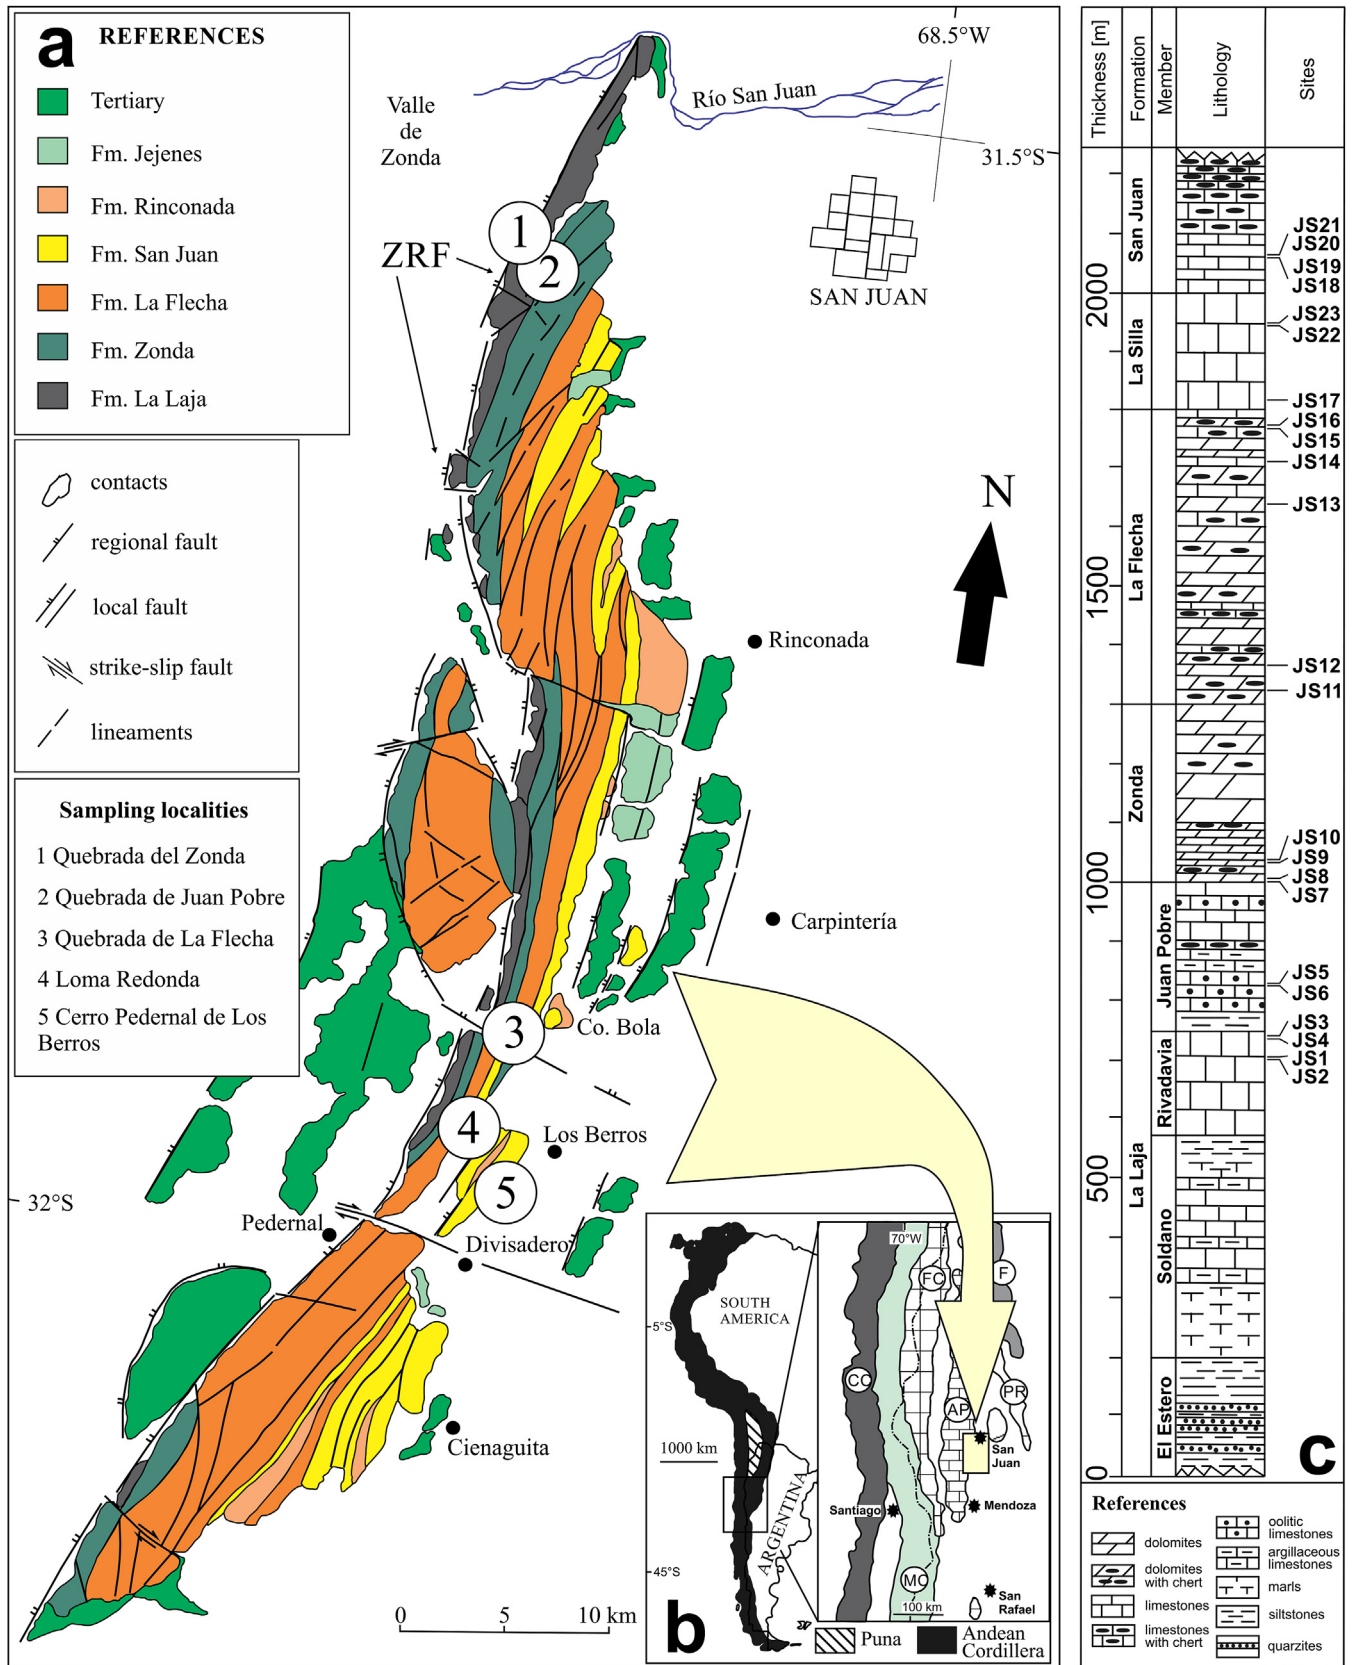 a REFERENCES
Tertiary
Fm. Jejenes
Fm. Rinconada
Fm. San Juan
Fm. La Flecha
Fm. Zonda
Fm. La Laja
contacts
regional fault
local fault
strike-slip fault
lineaments
Sampling localities
1 Quebrada del Zonda
2 Quebrada de Juan Pobre
3 Quebrada de La Flecha
4 Loma Redonda
5 Cerro Pedernal de Los
Berros
68.5°W
Valle
de
Zonda
Río San Juan
31.5°S
1
ZRF
2
SAN JUAN
N
Rinconada
Carpintería
3
Co. Bola
4
Los Berros
5
32°S
Pedernal
Divisadero
Cienaguita
0 5 10 km
b
SOUTH
AMERICA
5°S
1000 km
ARGENTINA
45°S
Puna
Andean
Cordillera
70°W
FC
F
CC
PR
AP
San
Juan
Santiago
Mendoza
MC
San
Rafael
100 km
Thickness [m]
Formation
Member
Lithology
Sites
2000
1500
1000
500
0
San Juan
La Silla
La Flecha
Zonda
La Laja
Juan Pobre
Rivadavia
Soldano
El Estero
JS21
JS20
JS19
JS18
JS23
JS22
JS17
JS16
JS15
JS14
JS13
JS12
JS11
JS10
JS9
JS8
JS7
JS5
JS6
JS3
JS4
JS1
JS2
c
References
dolomites
dolomites
with chert
limestones
limestones
with chert
oolitic
limestones
argillaceous
limestones
marls
siltstones
quarzites